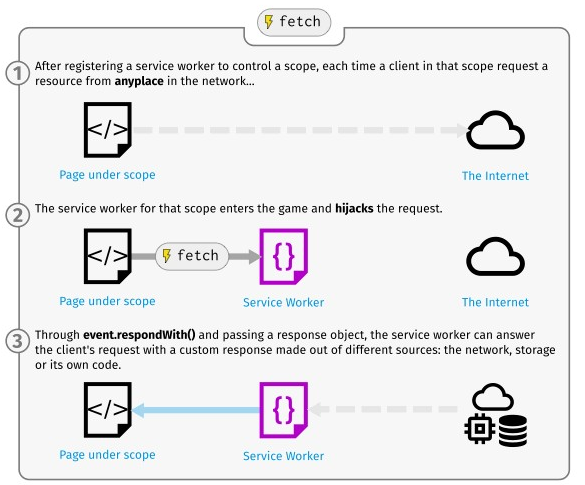 fetch
1
After registering a service worker to control a scope, each time a client in that scope request a
resource from anyplace in the network...
</>
Page under scope
The Internet
2
The service worker for that scope enters the game and hijacks the request.
</>
fetch
{}
Page under scope
Service Worker
The Internet
3
Through event.respondWith() and passing a response object, the service worker can answer
the client's request with a custom response made out of different sources: the network, storage
or its own code.
</>
{}
Page under scope
Service Worker